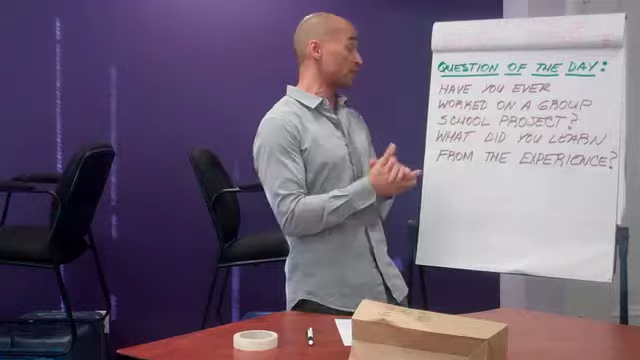 QUESTION OF THE DAY:
HAVE YOU EVER
WORKED ON A GROUP
SCHOOL PROJECT?
WHAT DID YOU LEARN
FROM THE EXPERIENCE?